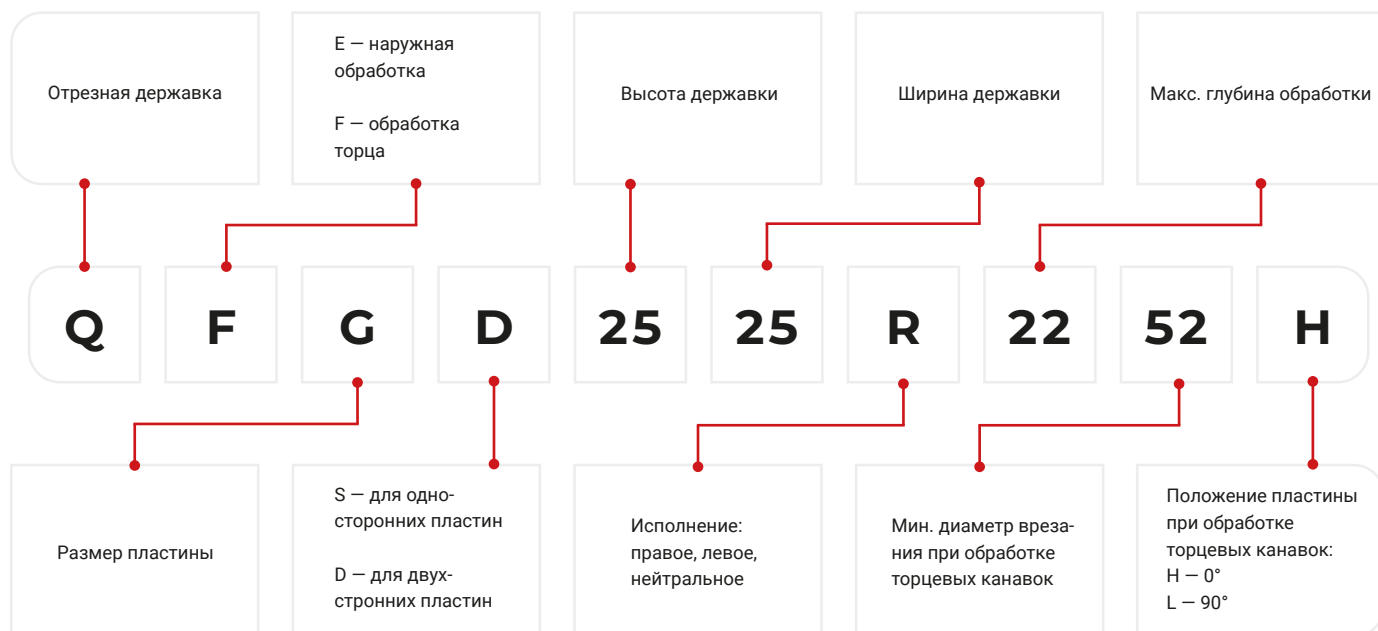 Отрезная державка
E — наружная
обработка
F — обработка
торца
Высота державки
Ширина державки
Макс. глубина обработки
Q F G D 25 25 R 22 52 H
Размер пластины
S — для одно-
сторонних пластин
D — для двух-
стронних пластин
Исполнение:
правое, левое,
нейтральное
Мин. диаметр вреза-
ния при обработке
торцевых канавок
Положение пластины
при обработке
торцевых канавок:
H — 0°
L — 90°